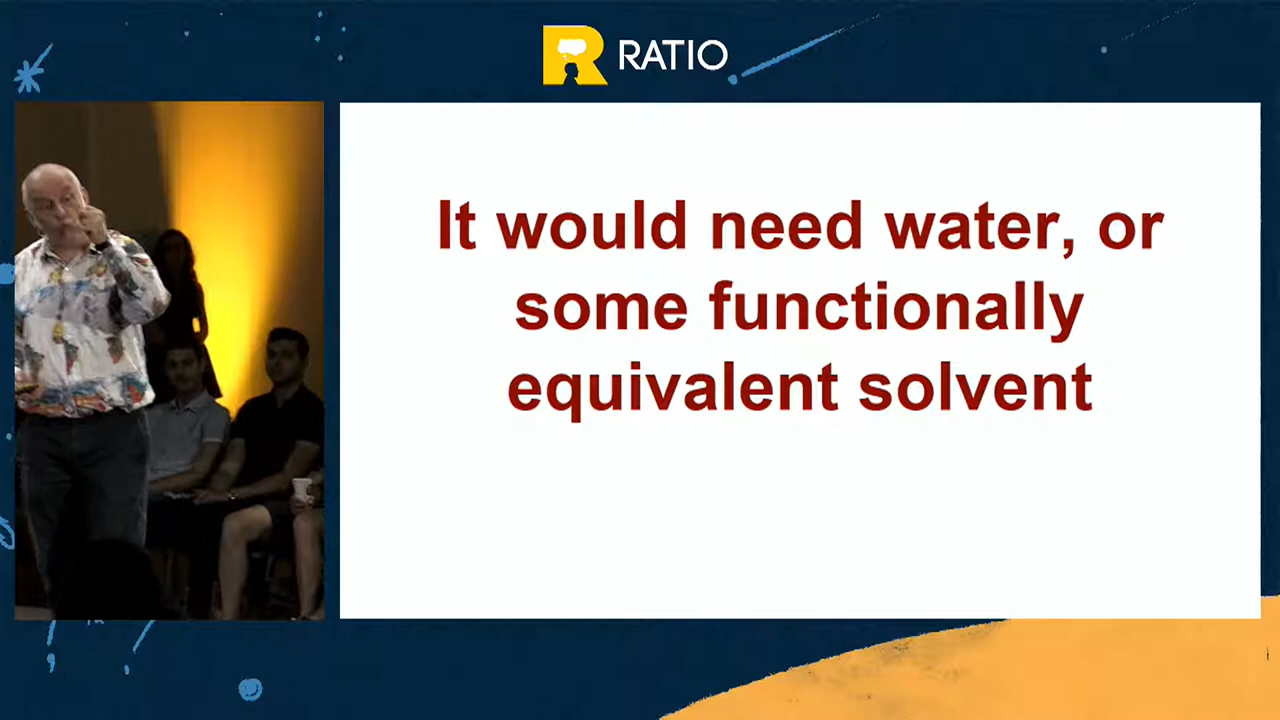 RATIO
It would need water, or
some functionally
equivalent solvent